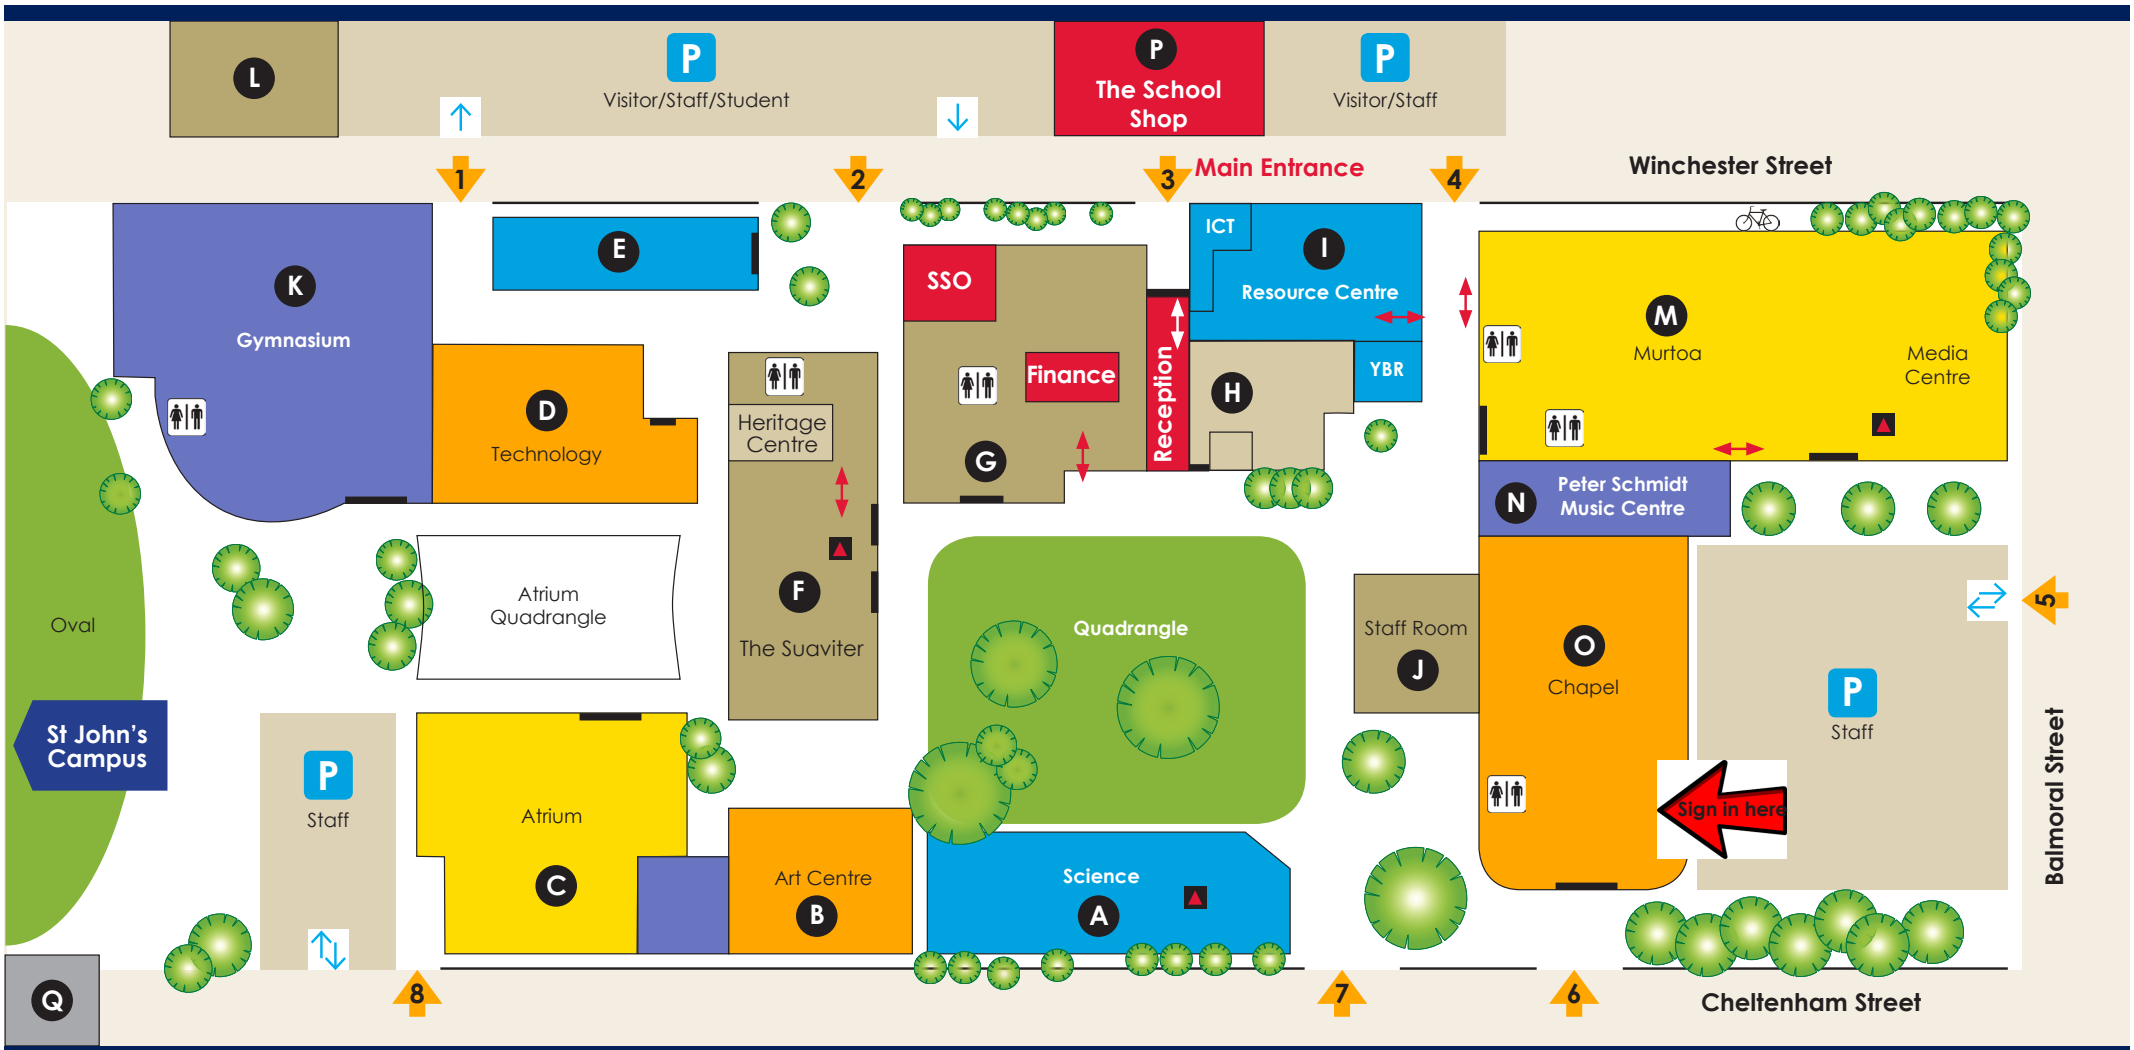 L
P
Visitor/Staff/Student
P
The School
Shop
P
Visitor/Staff
1
2
3
Main Entrance
4
Winchester Street
K
Gymnasium
E
SSO
ICT
I
Resource Centre
M
Murtoa
Media
Centre
D
Technology
Heritage
Centre
Finance
G
Reception
H
YBR
N
Peter Schmidt
Music Centre
Oval
Atrium
Quadrangle
F
The Suaviter
Quadrangle
Staff Room
J
O
Chapel
5
P
Staff
St John's
Campus
P
Staff
Atrium
C
Art Centre
B
Science
A
Sign in here
Balmoral Street
Q
8
7
6
Cheltenham Street